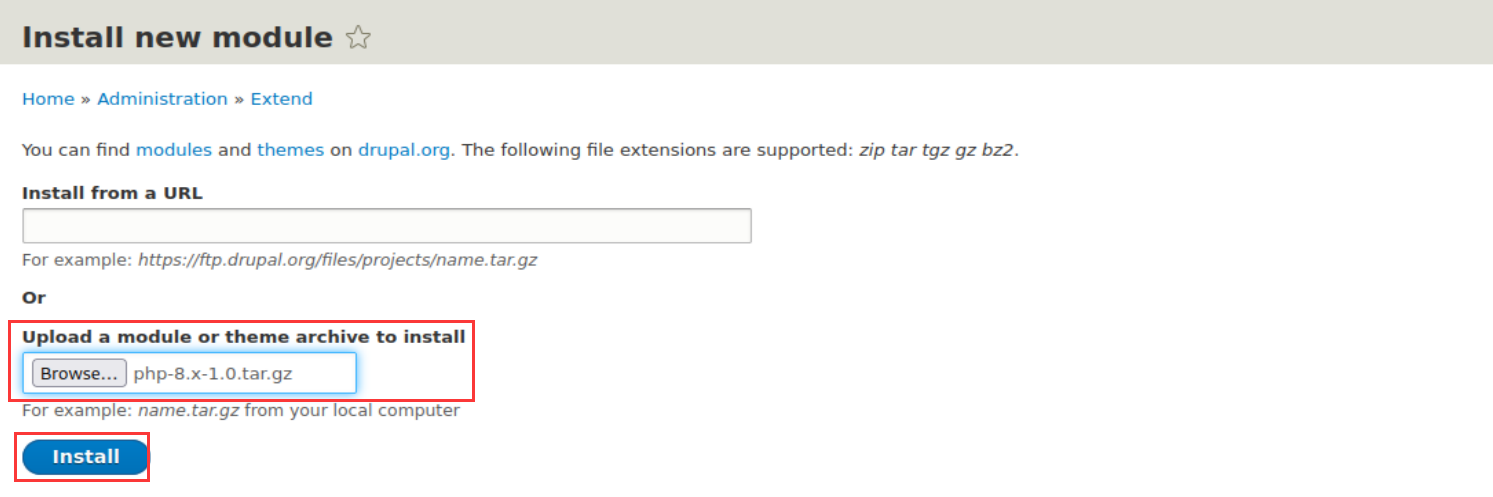 Install new module
Home » Administration » Extend
You can find modules and themes on drupal.org. The following file extensions are supported: zip tar tgz gz bz2.
Install from a URL
For example: https://ftp.drupal.org/files/projects/name.tar.gz
Or
Upload a module or theme archive to install
Browse... php-8.x-1.0.tar.gz
For example: name.tar.gz from your local computer
Install